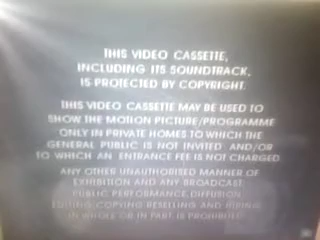 THIS VIDEO CASSETTE,
INCLUDING ITS SOUNDTRACK,
IS PROTECTED BY COPYRIGHT.
THIS VIDEO CASSETTE MAY BE USED TO
SHOW THE MOTION PICTURE/PROGRAMME
ONLY IN PRIVATE HOMES TO WHICH THE
GENERAL PUBLIC IS NOT INVITED AND/OR
TO WHICH AN ENTRANCE FEE IS NOT CHARGED
ANY OTHER UNAUTHORISED MANNER OF
EXHIBITION AND ANY BROADCAST,
PUBLIC PERFORMANCE, DIFFUSION,
EDITING COPYING RESELLING AND HIRING
IN WHOLE OR IN PART, IS PROHIBITED